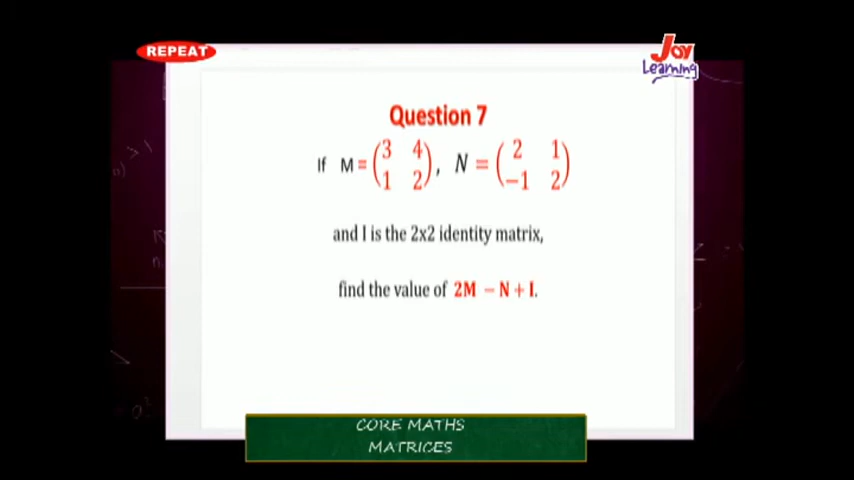 REPEAT
Joy
Learning
Question 7
If M = (3 4
1 2), N = (2 1
−1 2)
and I is the 2x2 identity matrix,
find the value of 2M − N + I.
CORE MATHS
MATRICES